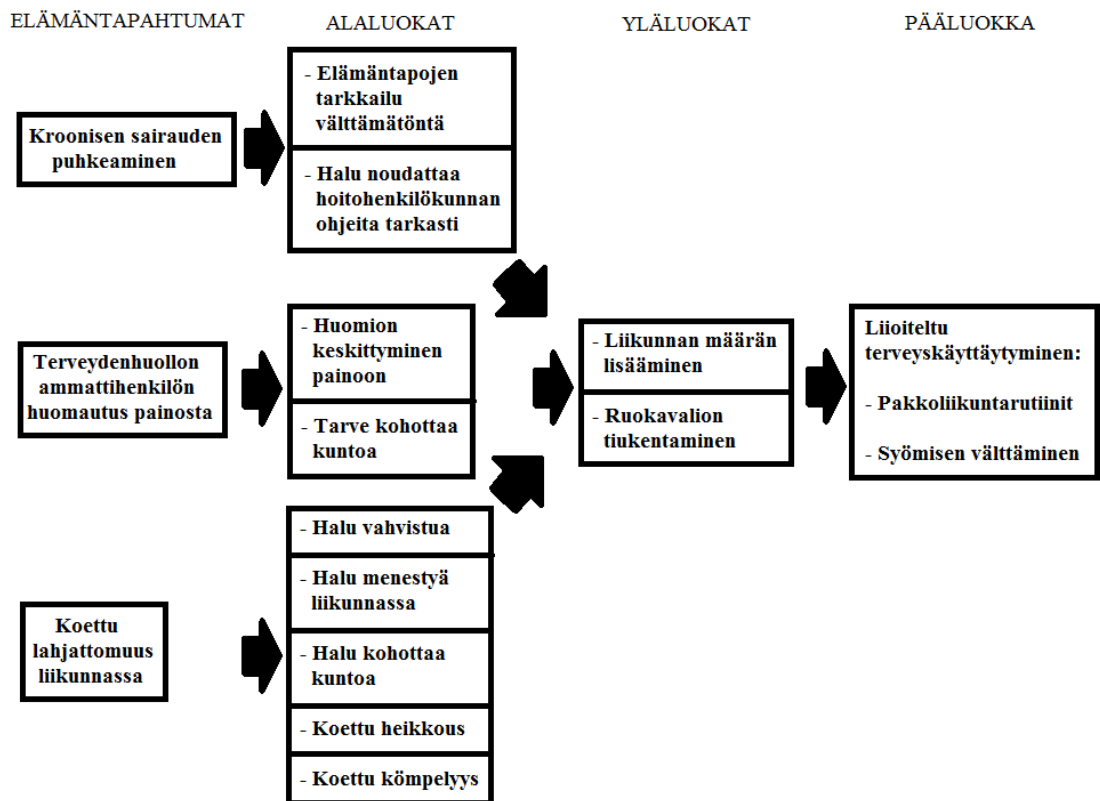 ELÄMÄNTAPAHTUMAT
ALALUOKAT
YLÄLUOKAT
PÄÄLUOKKA
Kroonisen sairauden
puhkeaminen
- Elämäntapojen
tarkkailu
välttämätöntä
- Halu noudattaa
hoitohenkilökunnan
ohjeita tarkasti
Terveydenhuollon
ammattihenkilön
huomautus painosta
- Huomion
keskittyminen
painoon
- Tarve kohottaa
kuntoa
Koettu
lahjattomuus
liikunnassa
- Halu vahvistua
- Halu menestyä
liikunnassa
- Halu kohottaa
kuntoa
- Koettu heikkous
- Koettu kömpelyys
- Liikunnan määrän
lisääminen
- Ruokavalion
tiukentaminen
Liioiteltu
terveyskäyttäytyminen:
- Pakkoliikuntarutiinit
- Syömisen välttäminen